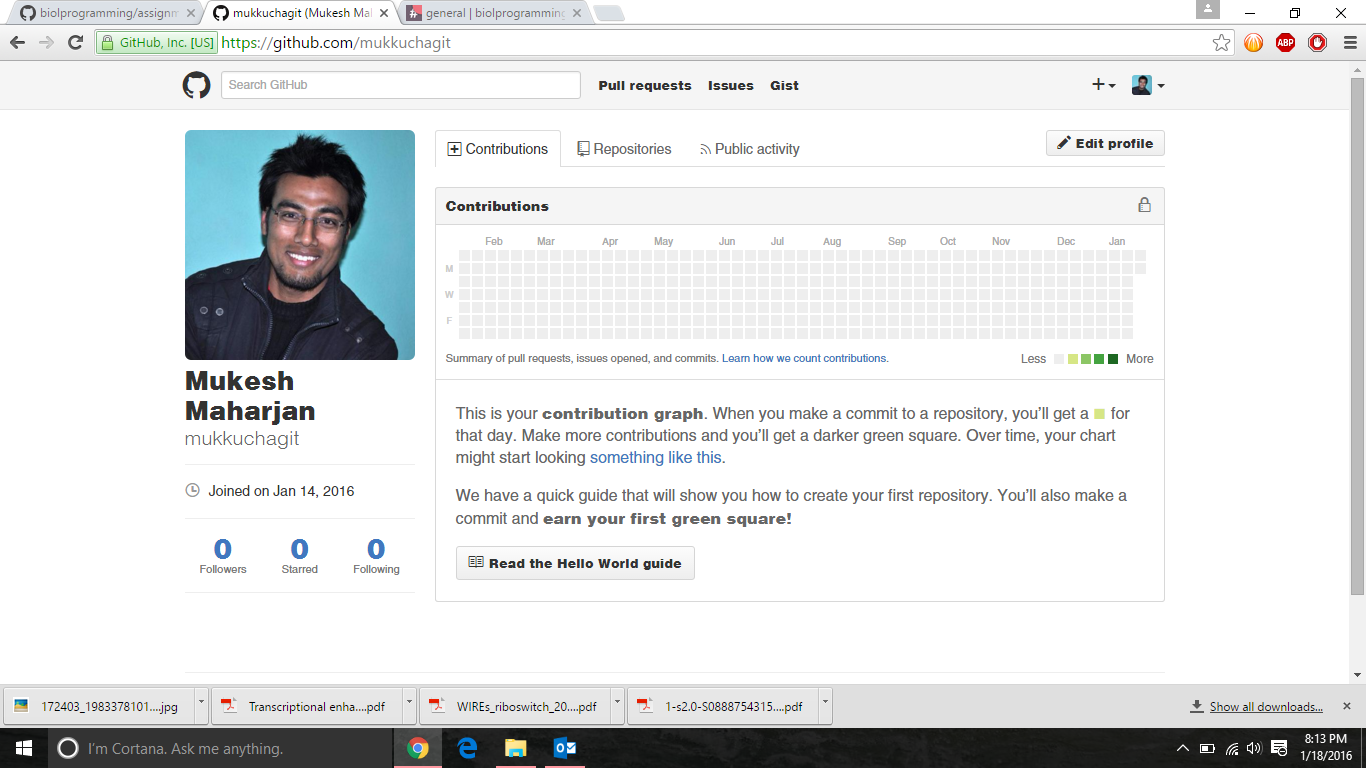 biolprogramming/assignm
mukkuchagit (Mukesh Mah
general | biolprogramming
GitHub, Inc. [US]
https://github.com/mukkuchagit
ABP
Search GitHub
Pull requests
Issues
Gist
Contributions
Repositories
Public activity
Edit profile
Contributions
Feb Mar Apr May Jun Jul Aug Sep Oct Nov Dec Jan
M
W
F
Summary of pull requests, issues opened, and commits. Learn how we count contributions.
Less More
Mukesh
Maharjan
mukkuchagit
Joined on Jan 14, 2016
0 0 0
Followers Starred Following
This is your contribution graph. When you make a commit to a repository, you’ll get a for
that day. Make more contributions and you’ll get a darker green square. Over time, your chart
might start looking something like this.
We have a quick guide that will show you how to create your first repository. You’ll also make a
commit and earn your first green square!
Read the Hello World guide
172403_1983378101....jpg
Transcriptional enha....pdf
WIREs_riboswitch_20....pdf
1-s2.0-S0888754315....pdf
Show all downloads...
I'm Cortana. Ask me anything.
8:13 PM
1/18/2016